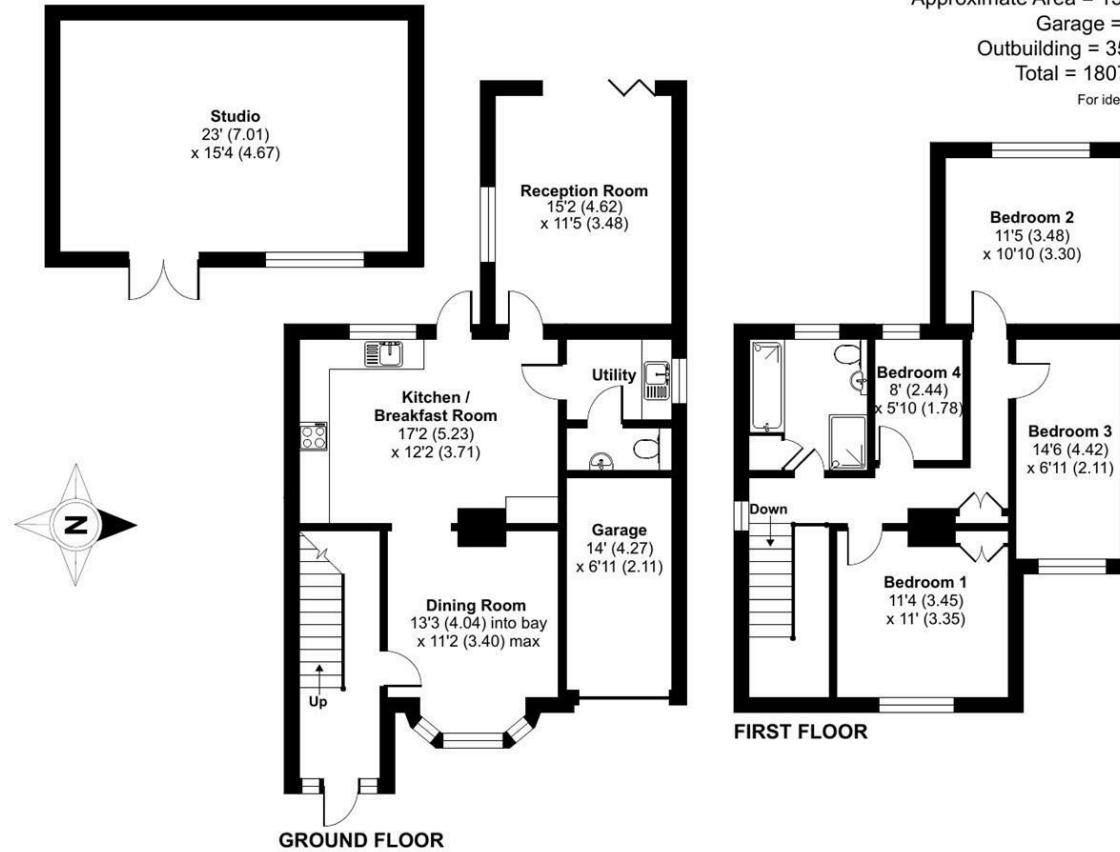 Approximate Area =
Garage =
Outbuilding =
Total = 1807
For
Studio
23' (7.01)
x 15'4 (4.67)
Reception Room
15'2 (4.62)
x 11'5 (3.48)
Kitchen /
Breakfast Room
17'2 (5.23)
x 12'2 (3.71)
Utility
Garage
14' (4.27)
x 6'11 (2.11)
Dining Room
13'3 (4.04) into bay
x 11'2 (3.40) max
Up
N
GROUND FLOOR
Bedroom 2
11'5 (3.48)
x 10'10 (3.30)
Bedroom 4
8' (2.44)
x 5'10 (1.78)
Bedroom 3
14'6 (4.42)
x 6'11 (2.11)
Down
Bedroom 1
11'4 (3.45)
x 11' (3.35)
FIRST FLOOR